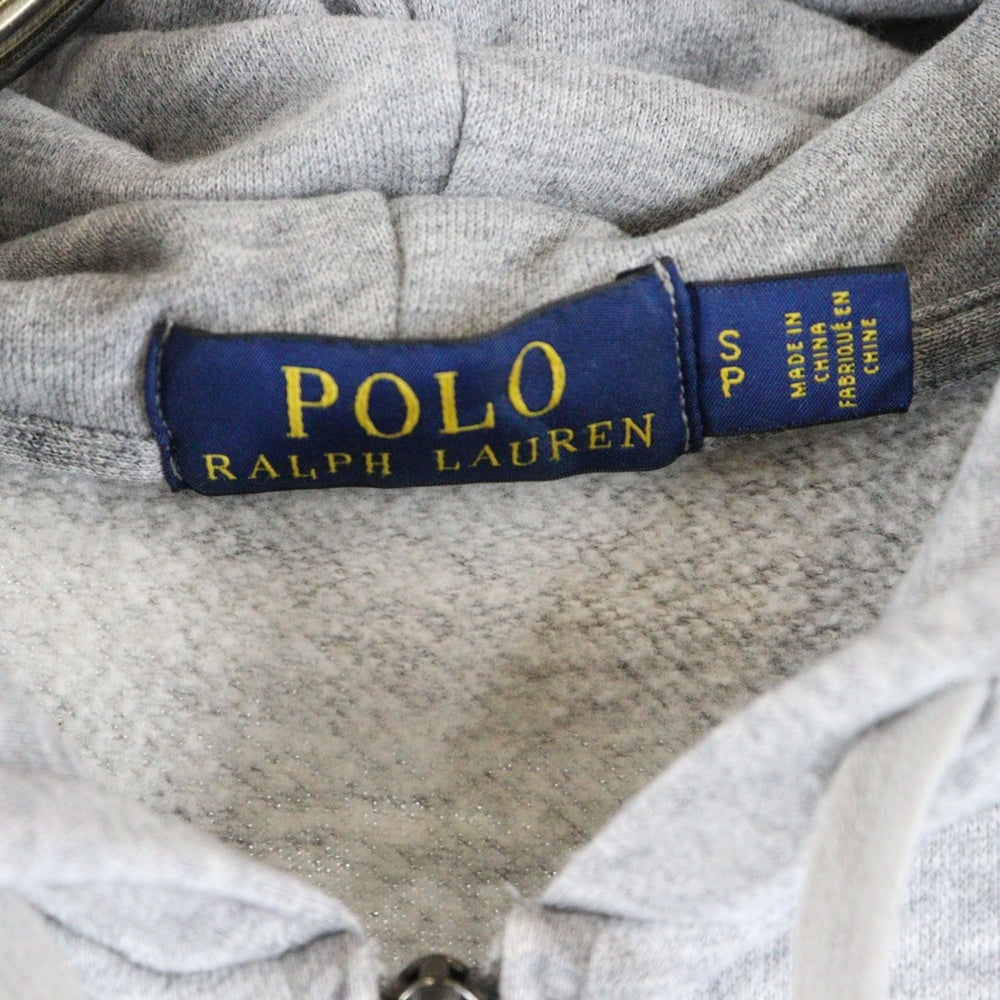 POLO
RALPH LAUREN
S
P
MADE IN
CHINA
FABRIQUÉ EN
CHINE